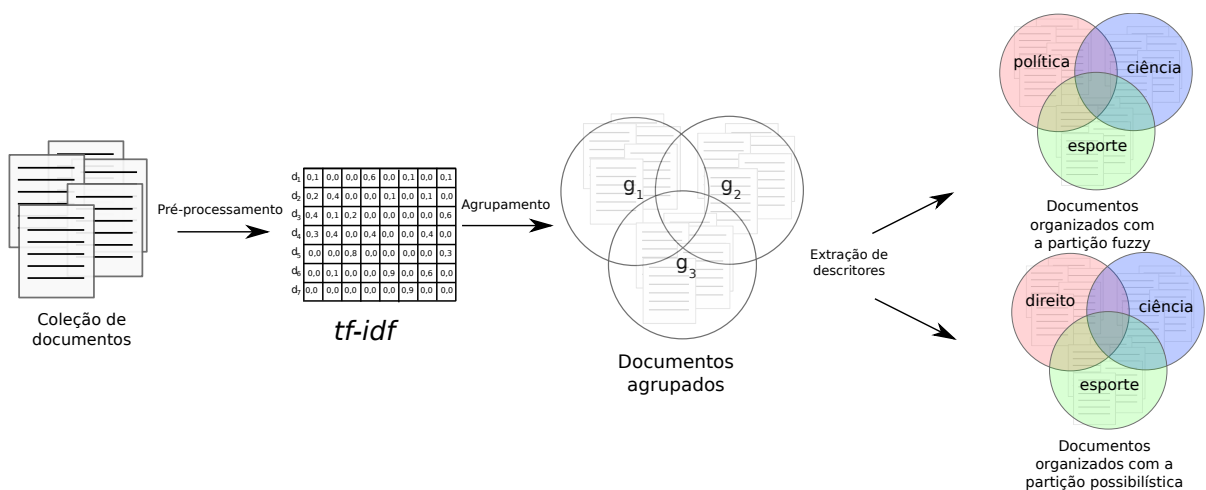 Coleção de
documentos
Pré-processamento
d1 0,1 0,0 0,0 0,6 0,0 0,1 0,0 0,1
d2 0,2 0,4 0,0 0,0 0,1 0,0 0,1 0,0
d3 0,4 0,1 0,2 0,0 0,0 0,0 0,0 0,6
d4 0,3 0,4 0,0 0,4 0,0 0,0 0,4 0,0
d5 0,0 0,0 0,8 0,0 0,0 0,0 0,0 0,3
d6 0,0 0,1 0,0 0,0 0,9 0,0 0,6 0,0
d7 0,0 0,0 0,0 0,0 0,0 0,9 0,0 0,0
tf-idf
Agrupamento
g1
g2
g3
Documentos
agrupados
Extração de
descritores
política
ciência
esporte
Documentos
organizados com
a partição fuzzy
direito
ciência
esporte
Documentos
organizados com a
partição possibilística